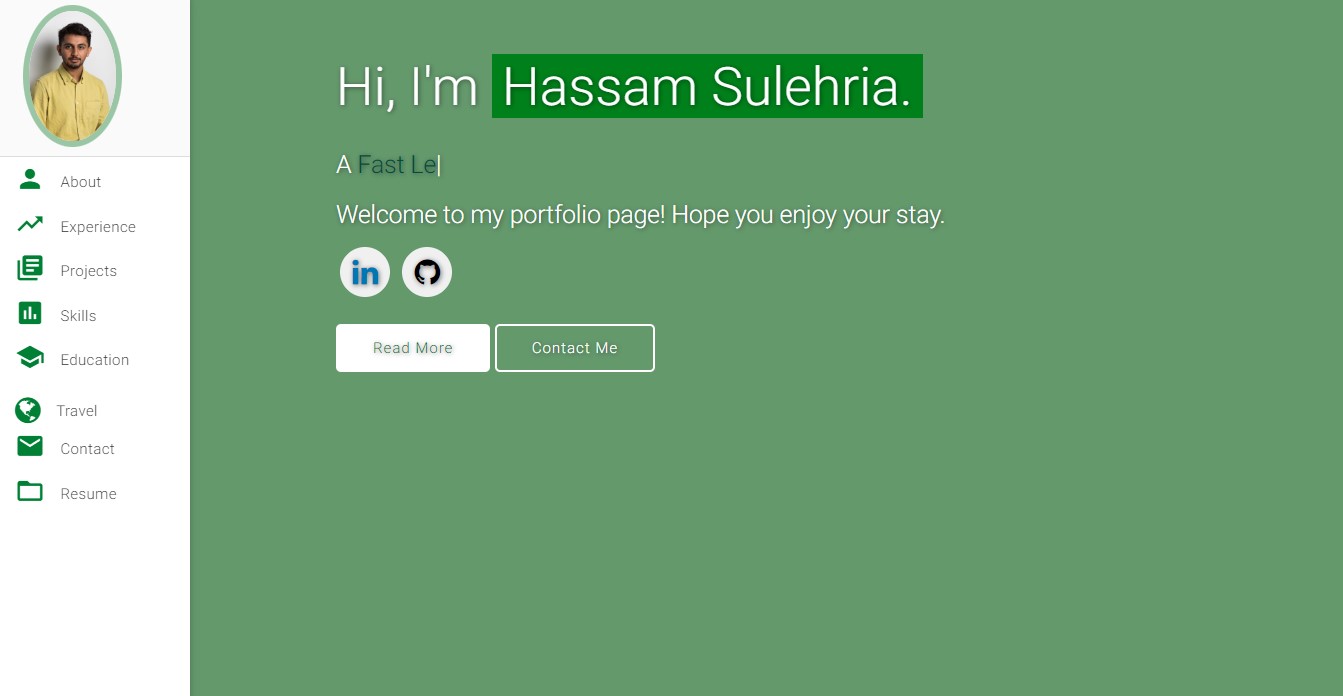 About
Experience
Projects
Skills
Education
Travel
Contact
Resume
Hi, I'm Hassam Sulehria.
A Fast Le|
Welcome to my portfolio page! Hope you enjoy your stay.
in
Read More Contact Me